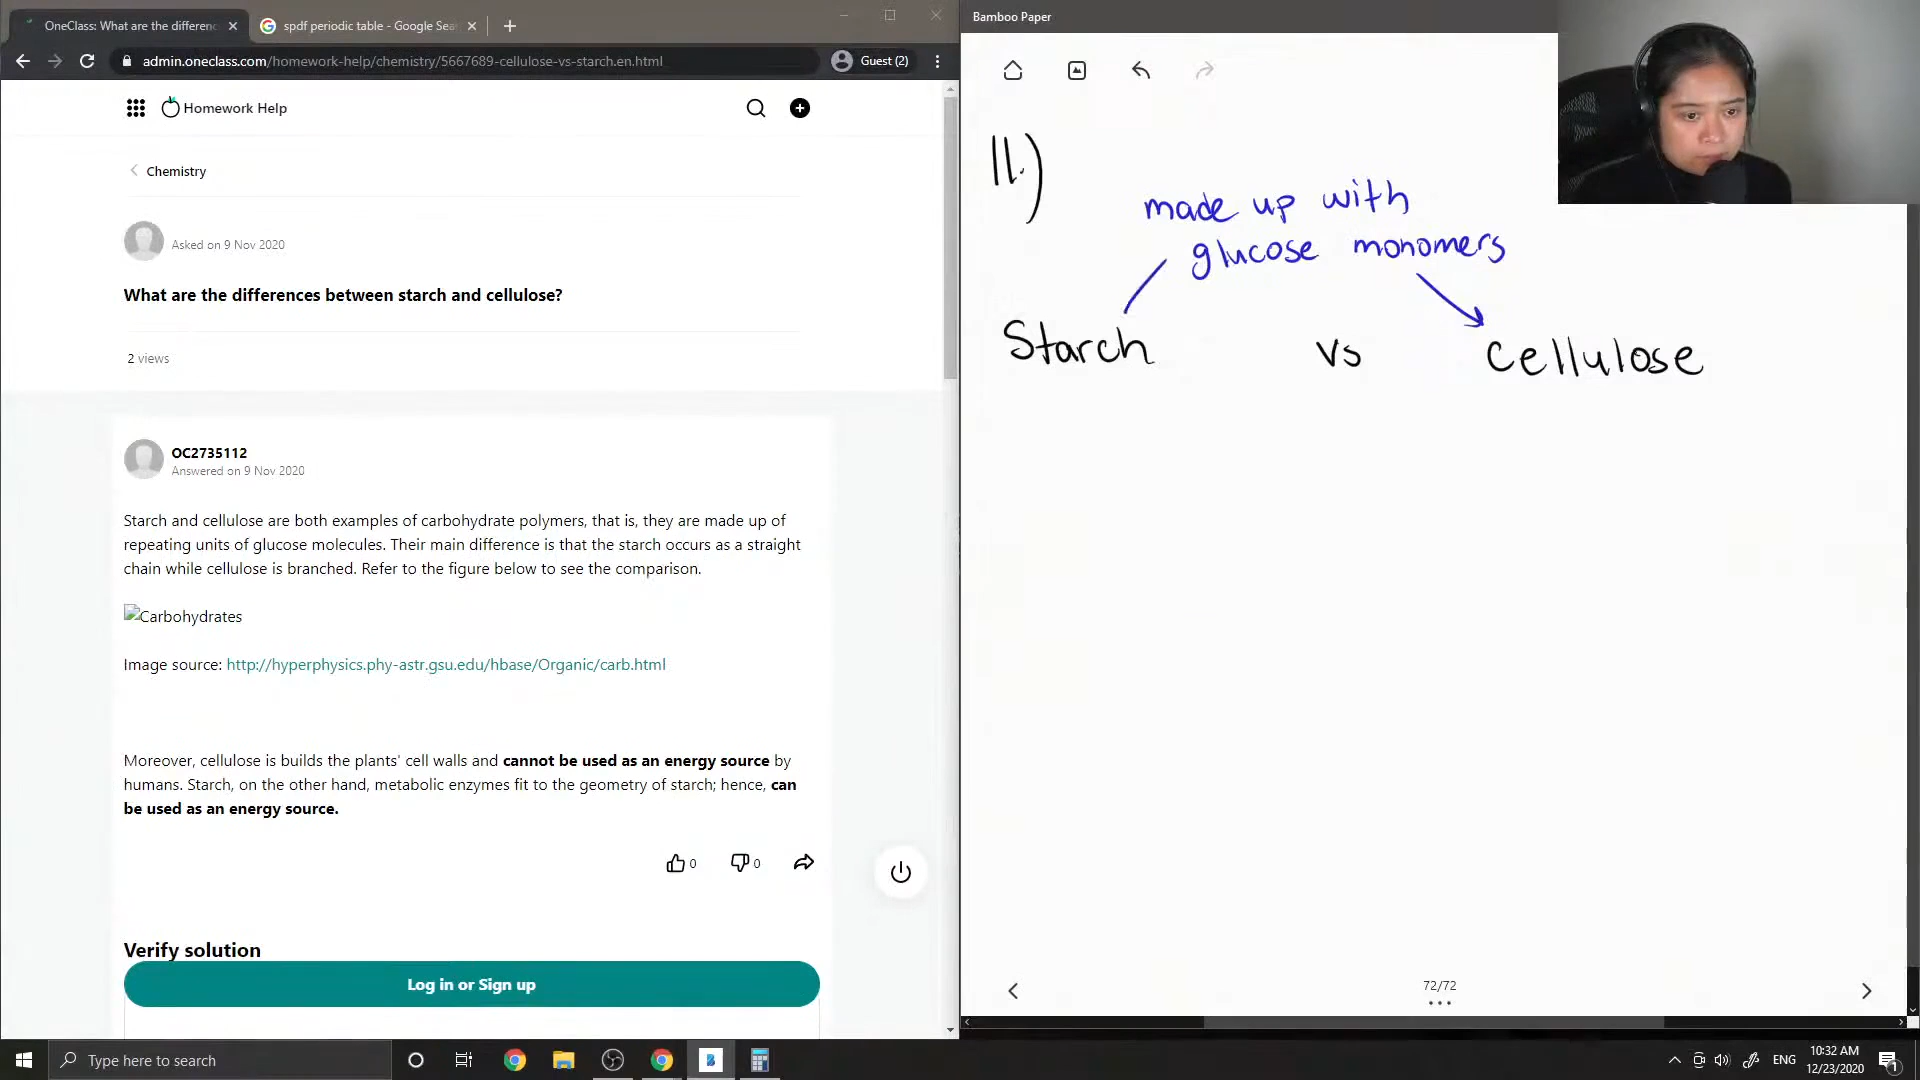 OneClass: What are the differenc
spdf periodic table - Google Sea
admin.oneclass.com/homework-help/chemistry/5667689-cellulose-vs-starch.en.html
Guest (2)
Homework Help
Chemistry
Asked on 9 Nov 2020
What are the differences between starch and cellulose?
2 views
OC2735112
Answered on 9 Nov 2020
Starch and cellulose are both examples of carbohydrate polymers, that is, they are made up of
repeating units of glucose molecules. Their main difference is that the starch occurs as a straight
chain while cellulose is branched. Refer to the figure below to see the comparison.
Carbohydrates
Image source: http://hyperphysics.phy-astr.gsu.edu/hbase/Organic/carb.html
Moreover, cellulose is builds the plants' cell walls and cannot be used as an energy source by
humans. Starch, on the other hand, metabolic enzymes fit to the geometry of starch; hence, can
be used as an energy source.
0
0
Verify solution
Log in or Sign up
Bamboo Paper
11.)
made up with
glucose monomers
Starch vs cellulose
72/72
Type here to search
ENG
10:32 AM
12/23/2020
1